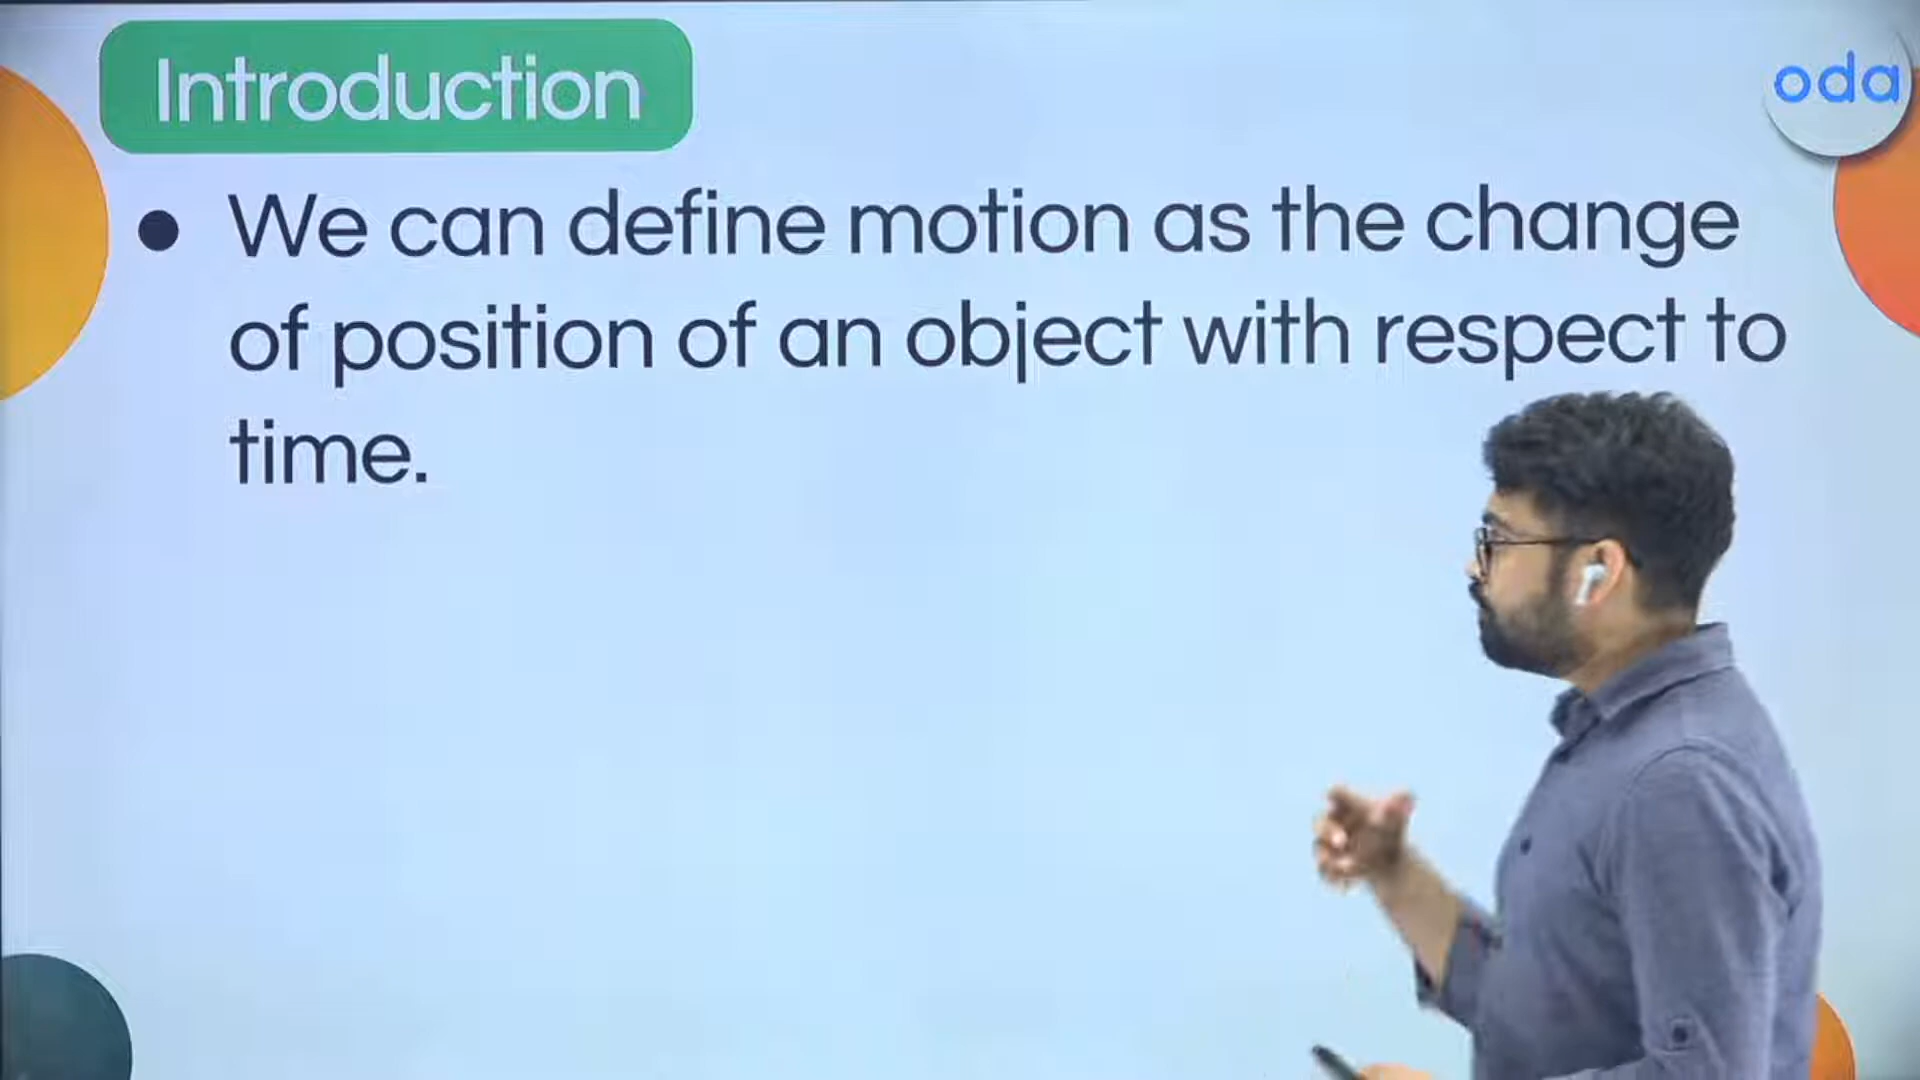 Introduction
oda
● We can define motion as the change
of position of an object with respect to
time.